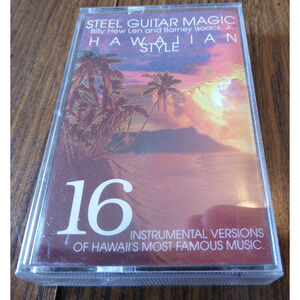 STEEL GUITAR MAGIC
Billy Hew Len and Barney Isaacs, Jr.
HAWAIIAN
STYLE
16
INSTRUMENTAL VERSIONS
OF HAWAII'S MOST FAMOUS MUSIC.